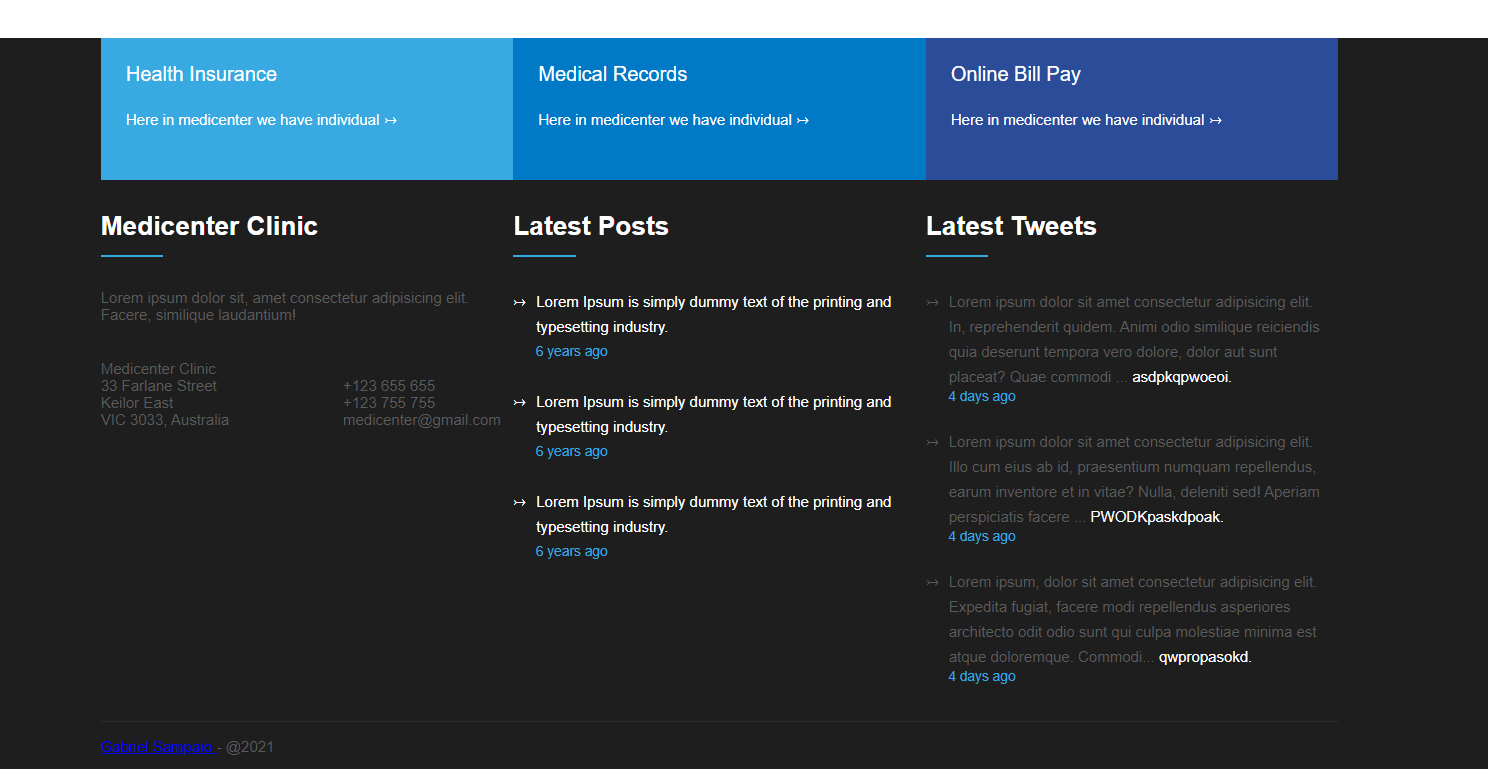 Health Insurance
Here in medicenter we have individual ↣
Medical Records
Here in medicenter we have individual ↣
Online Bill Pay
Here in medicenter we have individual ↣
Medicenter Clinic
Lorem ipsum dolor sit, amet consectetur adipisicing elit.
Facere, similique laudantium!
Medicenter Clinic
33 Farlane Street
Keilor East
VIC 3033, Australia
+123 655 655
+123 755 755
medicenter@gmail.com
Latest Posts
↣ Lorem Ipsum is simply dummy text of the printing and
typesetting industry.
6 years ago
↣ Lorem Ipsum is simply dummy text of the printing and
typesetting industry.
6 years ago
↣ Lorem Ipsum is simply dummy text of the printing and
typesetting industry.
6 years ago
Latest Tweets
↣ Lorem ipsum dolor sit amet consectetur adipisicing elit.
In, reprehenderit quidem. Animi odio similique reiciendis
quia deserunt tempora vero dolore, dolor aut sunt
placeat? Quae commodi ... asdpkqpwoeoi.
4 days ago
↣ Lorem ipsum dolor sit amet consectetur adipisicing elit.
Illo cum eius ab id, praesentium numquam repellendus,
earum inventore et in vitae? Nulla, deleniti sed! Aperiam
perspiciatis facere ... PWODKpaskdpoak.
4 days ago
↣ Lorem ipsum, dolor sit amet consectetur adipisicing elit.
Expedita fugiat, facere modi repellendus asperiores
architecto odit odio sunt qui culpa molestiae minima est
atque doloremque. Commodi... qwpropasokd.
4 days ago
Gabriel Sampaio - @2021